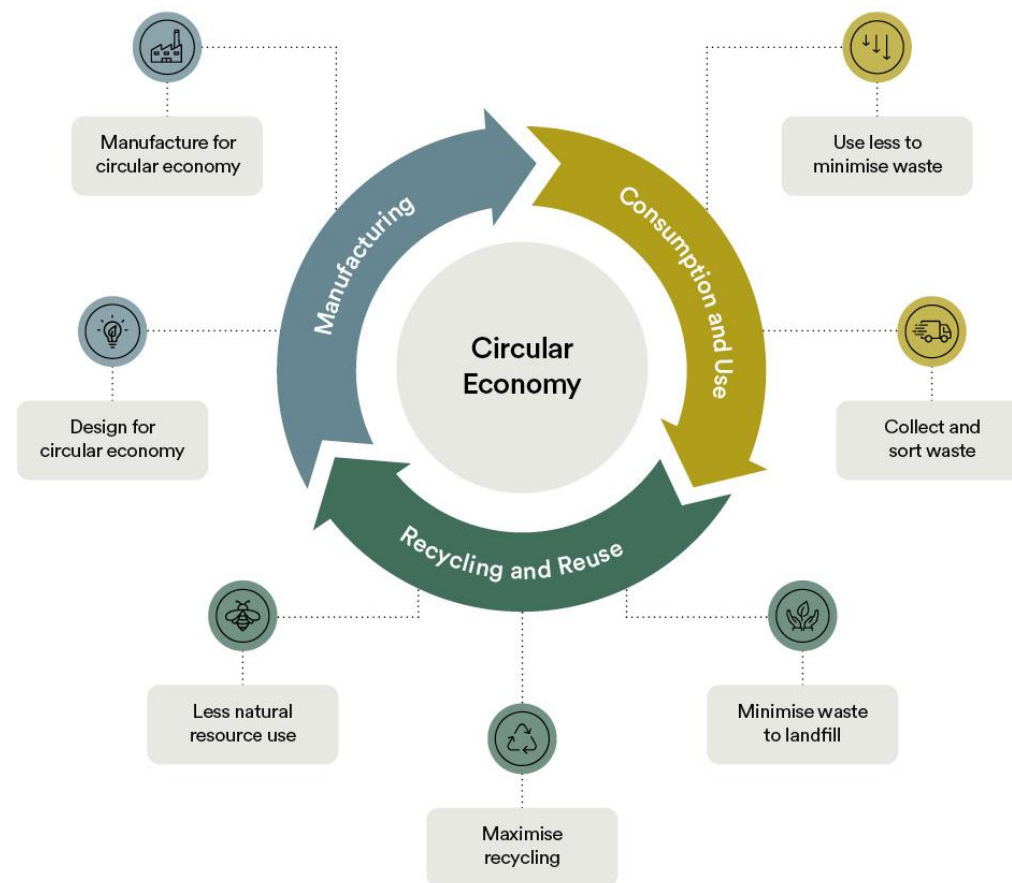 Manufacture for
circular economy
Use less to
minimise waste
Manufacturing
Consumption and Use
Circular
Economy
Design for
circular economy
Collect and
sort waste
Recycling and Reuse
Less natural
resource use
Minimise waste
to landfill
Maximise
recycling